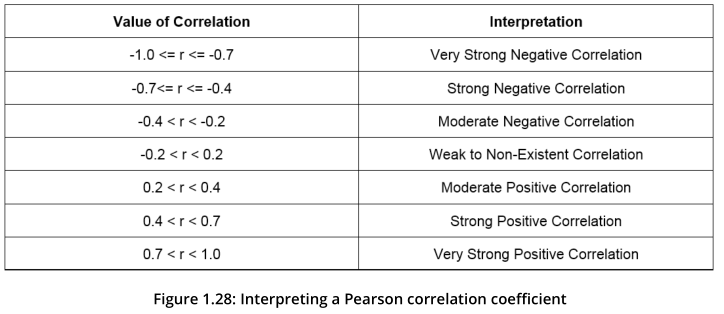 Value of Correlation Interpretation
-1.0 <= r <= -0.7 Very Strong Negative Correlation
-0.7<= r <= -0.4 Strong Negative Correlation
-0.4 < r < -0.2 Moderate Negative Correlation
-0.2 < r < 0.2 Weak to Non-Existent Correlation
0.2 < r < 0.4 Moderate Positive Correlation
0.4 < r < 0.7 Strong Positive Correlation
0.7 < r < 1.0 Very Strong Positive Correlation
Figure 1.28: Interpreting a Pearson correlation coefficient